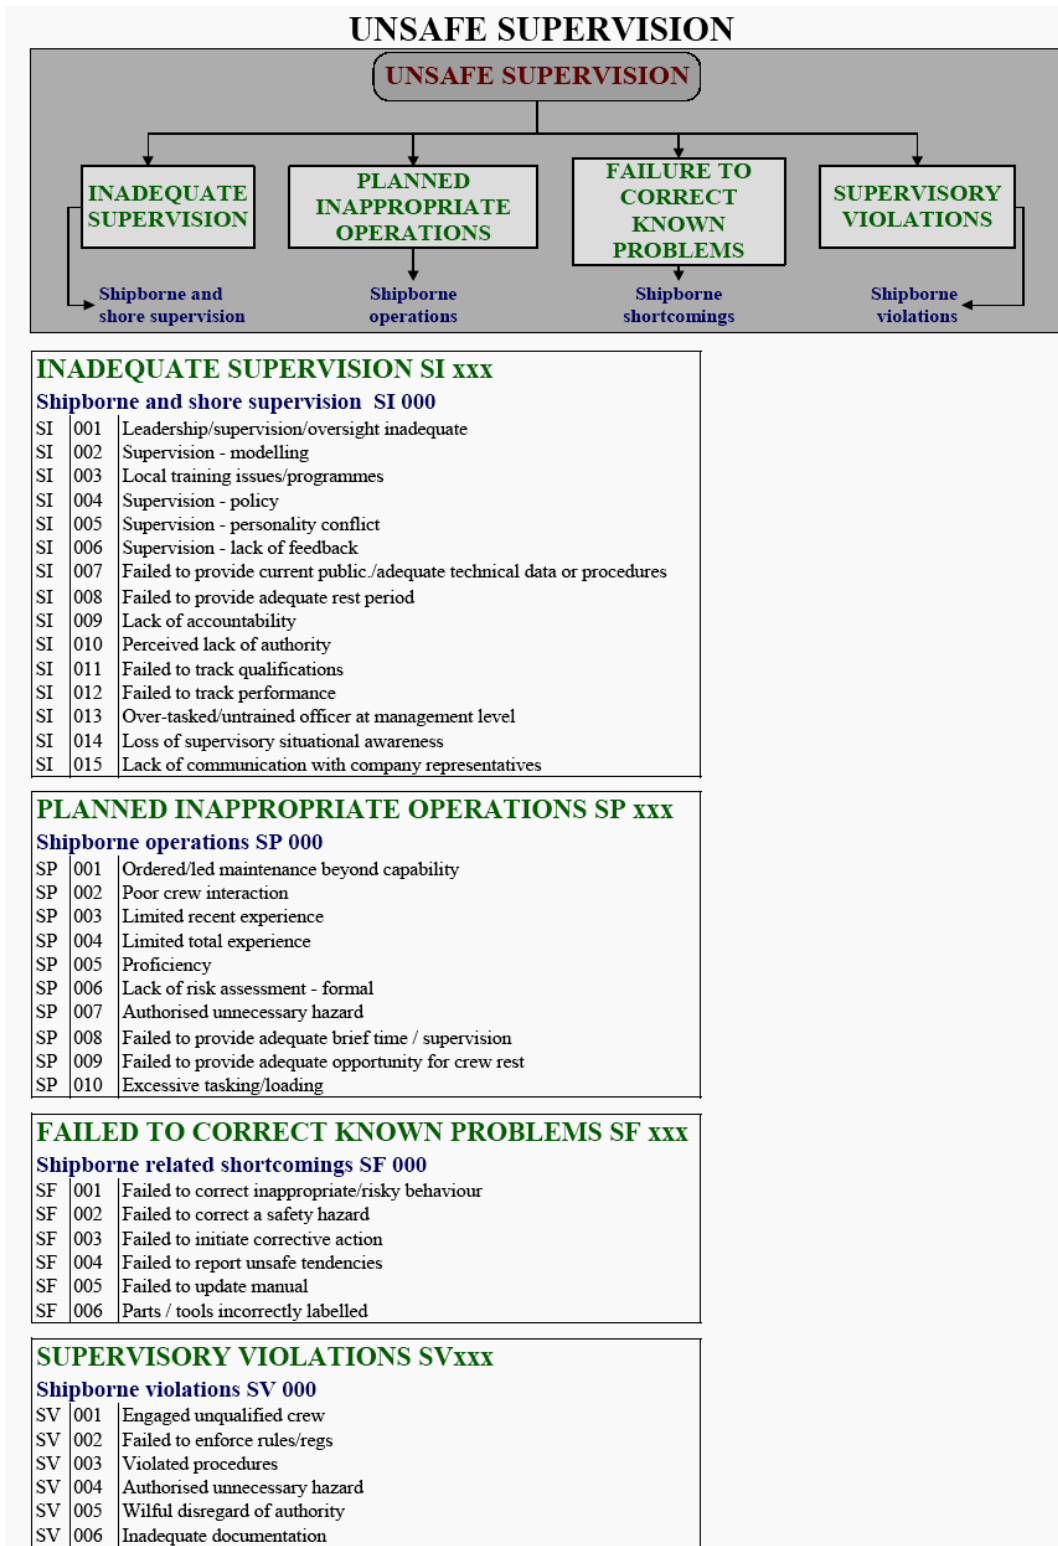 UNSAFE SUPERVISION
UNSAFE SUPERVISION
INADEQUATE
SUPERVISION
PLANNED
INAPPROPRIATE
OPERATIONS
FAILURE TO
CORRECT
KNOWN
PROBLEMS
SUPERVISORY
VIOLATIONS
Shipborne and
shore supervision
Shipborne
operations
Shipborne
shortcomings
Shipborne
violations
INADEQUATE SUPERVISION SI xxx
Shipborne and shore supervision SI 000
SI 001 Leadership/supervision/oversight inadequate
SI 002 Supervision - modelling
SI 003 Local training issues/programmes
SI 004 Supervision - policy
SI 005 Supervision - personality conflict
SI 006 Supervision - lack of feedback
SI 007 Failed to provide current public./adequate technical data or procedures
SI 008 Failed to provide adequate rest period
SI 009 Lack of accountability
SI 010 Perceived lack of authority
SI 011 Failed to track qualifications
SI 012 Failed to track performance
SI 013 Over-tasked/untrained officer at management level
SI 014 Loss of supervisory situational awareness
SI 015 Lack of communication with company representatives
PLANNED INAPPROPRIATE OPERATIONS SP xxx
Shipborne operations SP 000
SP 001 Ordered/led maintenance beyond capability
SP 002 Poor crew interaction
SP 003 Limited recent experience
SP 004 Limited total experience
SP 005 Proficiency
SP 006 Lack of risk assessment - formal
SP 007 Authorised unnecessary hazard
SP 008 Failed to provide adequate brief time / supervision
SP 009 Failed to provide adequate opportunity for crew rest
SP 010 Excessive tasking/loading
FAILED TO CORRECT KNOWN PROBLEMS SF xxx
Shipborne related shortcomings SF 000
SF 001 Failed to correct inappropriate/risky behaviour
SF 002 Failed to correct a safety hazard
SF 003 Failed to initiate corrective action
SF 004 Failed to report unsafe tendencies
SF 005 Failed to update manual
SF 006 Parts / tools incorrectly labelled
SUPERVISORY VIOLATIONS SVxxx
Shipborne violations SV 000
SV 001 Engaged unqualified crew
SV 002 Failed to enforce rules/regs
SV 003 Violated procedures
SV 004 Authorised unnecessary hazard
SV 005 Wilful disregard of authority
SV 006 Inadequate documentation